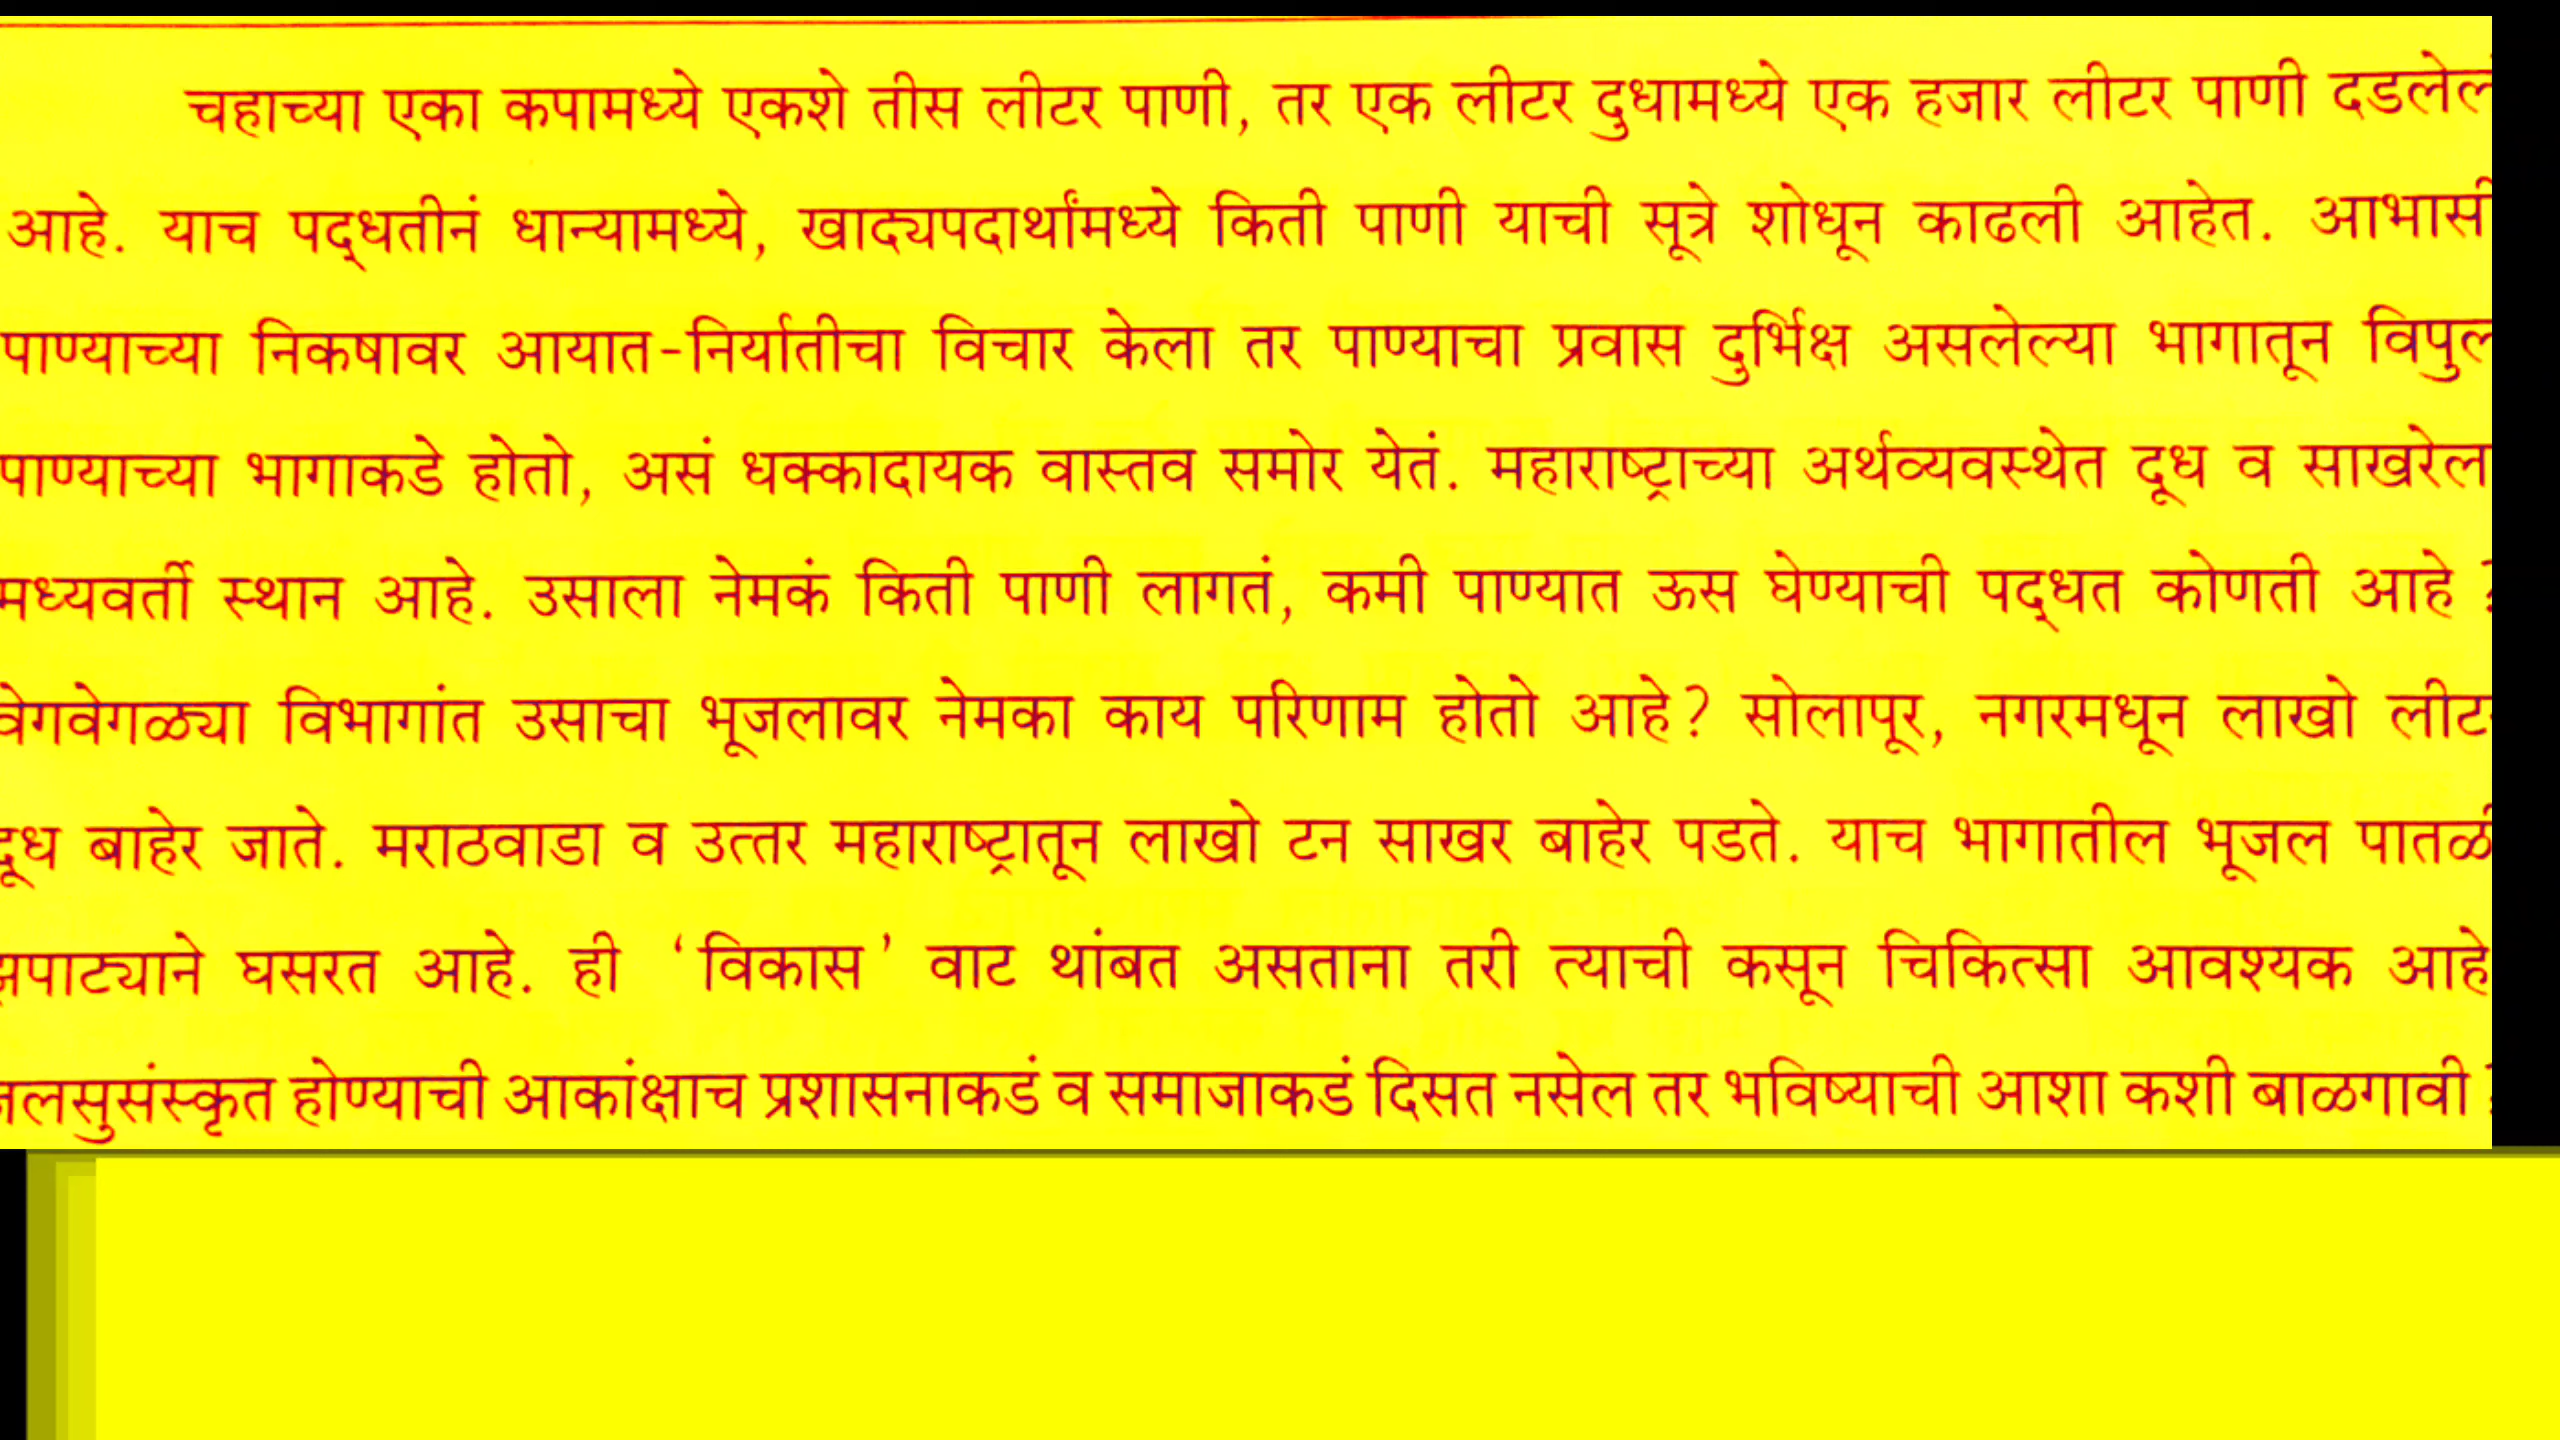 चहाच्या एका कपामध्ये एकशे तीस लीटर पाणी, तर एक लीटर दुधामध्ये एक हजार लीटर पाणी दडलेलं
आहे. याच पद्धतीनं धान्यामध्ये, खाद्यपदार्थांमध्ये किती पाणी याची सूत्रे शोधून काढली आहेत. आभासी
पाण्याच्या निकषावर आयात-निर्यातीचा विचार केला तर पाण्याचा प्रवास दुर्भिक्ष असलेल्या भागातून विपुल
पाण्याच्या भागाकडे होतो, असं धक्कादायक वास्तव समोर येतं. महाराष्ट्राच्या अर्थव्यवस्थेत दूध व साखरेला
मध्यवर्ती स्थान आहे. उसाला नेमकं किती पाणी लागतं, कमी पाण्यात ऊस घेण्याची पद्धत कोणती आहे ?
वेगवेगळ्या विभागांत उसाचा भूजलावर नेमका काय परिणाम होतो आहे? सोलापूर, नगरमधून लाखो लीटर
दूध बाहेर जाते. मराठवाडा व उत्तर महाराष्ट्रातून लाखो टन साखर बाहेर पडते. याच भागातील भूजल पातळी
झपाट्याने घसरत आहे. ही ‘विकास’ वाट थांबत असताना तरी त्याची कसून चिकित्सा आवश्यक आहे
जलसुसंस्कृत होण्याची आकांक्षाच प्रशासनाकडं व समाजाकडं दिसत नसेल तर भविष्याची आशा कशी बाळगावी ?